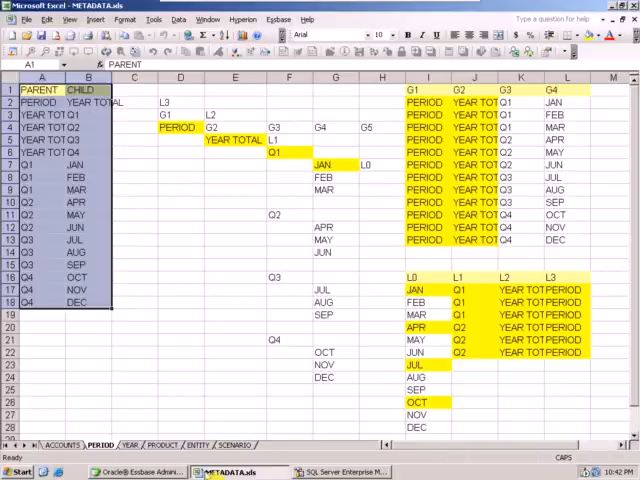 Microsoft Excel - METADATA.xls
File Edit View Insert Format Tools Data Window Hyperion Essbase Help
Type a question for help
Arial 10 B I U
A1 PARENT
A B C D E F G H I J K L M
1 PARENT CHILD G1 G2 G3 G4
2 PERIOD YEAR TOTAL L3 PERIOD YEAR TOT Q1 JAN
3 YEAR TOT Q1 G1 L2 PERIOD YEAR TOT Q1 FEB
4 YEAR TOT Q2 PERIOD G2 G3 G4 G5 PERIOD YEAR TOT Q1 MAR
5 YEAR TOT Q3 YEAR TOTAL L1 PERIOD YEAR TOT Q2 APR
6 YEAR TOT Q4 Q1 PERIOD YEAR TOT Q2 MAY
7 Q1 JAN JAN L0 PERIOD YEAR TOT Q2 JUN
8 Q1 FEB FEB PERIOD YEAR TOT Q3 JUL
9 Q1 MAR MAR PERIOD YEAR TOT Q3 AUG
10 Q2 APR PERIOD YEAR TOT Q3 SEP
11 Q2 MAY Q2 PERIOD YEAR TOT Q4 OCT
12 Q2 JUN APR PERIOD YEAR TOT Q4 NOV
13 Q3 JUL MAY PERIOD YEAR TOT Q4 DEC
14 Q3 AUG JUN
15 Q3 SEP
16 Q4 OCT Q3 L0 L1 L2 L3
17 Q4 NOV JUL JAN Q1 YEAR TOT PERIOD
18 Q4 DEC AUG FEB Q1 YEAR TOT PERIOD
19 SEP MAR Q1 YEAR TOT PERIOD
20 APR Q2 YEAR TOT PERIOD
21 Q4 MAY Q2 YEAR TOT PERIOD
22 OCT JUN Q2 YEAR TOT PERIOD
23 NOV JUL
24 DEC AUG
25 SEP
26 OCT
27 NOV
28 DEC
ACCOUNTS PERIOD YEAR PRODUCT ENTITY SCENARIO
Ready CAPS
Start Oracle® Essbase Admini... METADATA.xls SQL Server Enterprise M... 10:42 PM